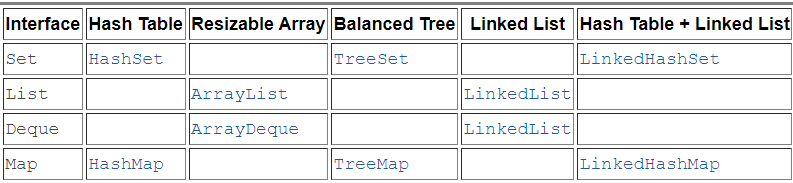 Interface Hash Table Resizable Array Balanced Tree Linked List Hash Table + Linked List
Set HashSet TreeSet LinkedHashSet
List ArrayList LinkedList
Deque ArrayDeque LinkedList
Map HashMap TreeMap LinkedHashMap